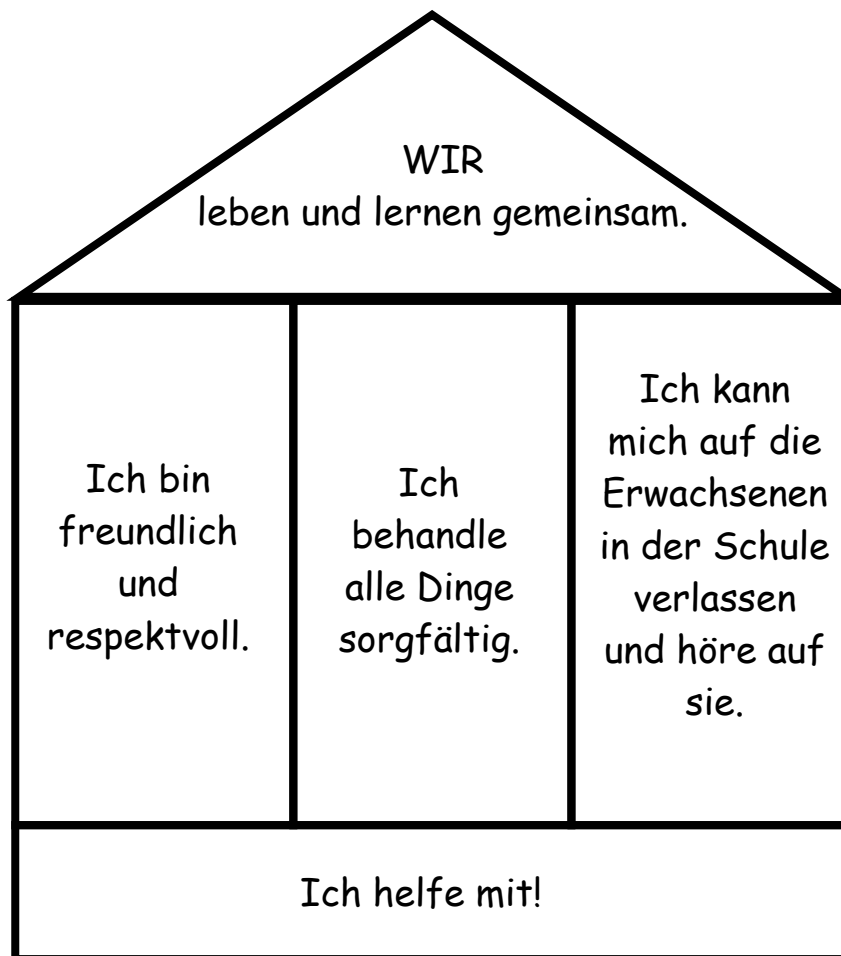 WIR
leben und lernen gemeinsam.
Ich bin
freundlich
und
respektvoll.
Ich
behandle
alle Dinge
sorgfältig.
Ich kann
mich auf die
Erwachsenen
in der Schule
verlassen
und höre auf
sie.
Ich helfe mit!